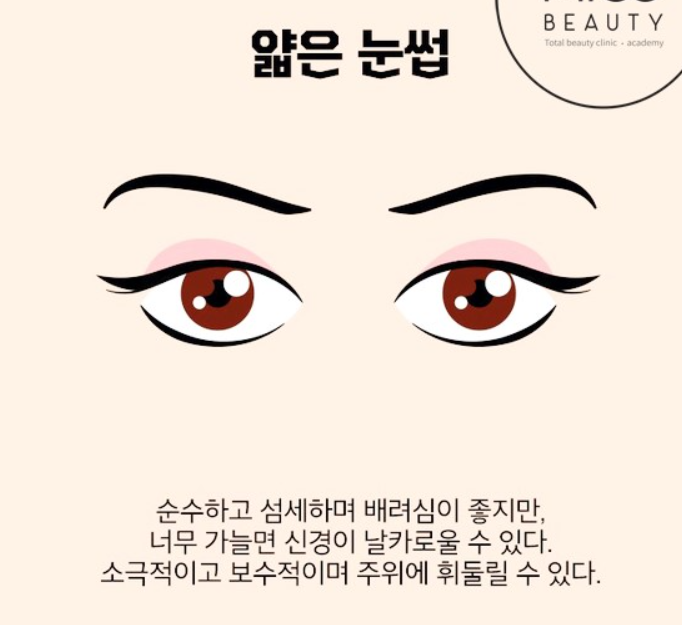 얇은 눈썹
BEAUTY
Total beauty clinic · academy
순수하고 섬세하며 배려심이 좋지만,
너무 가늘면 신경이 날카로울 수 있다.
소극적이고 보수적이며 주위에 휘둘릴 수 있다.